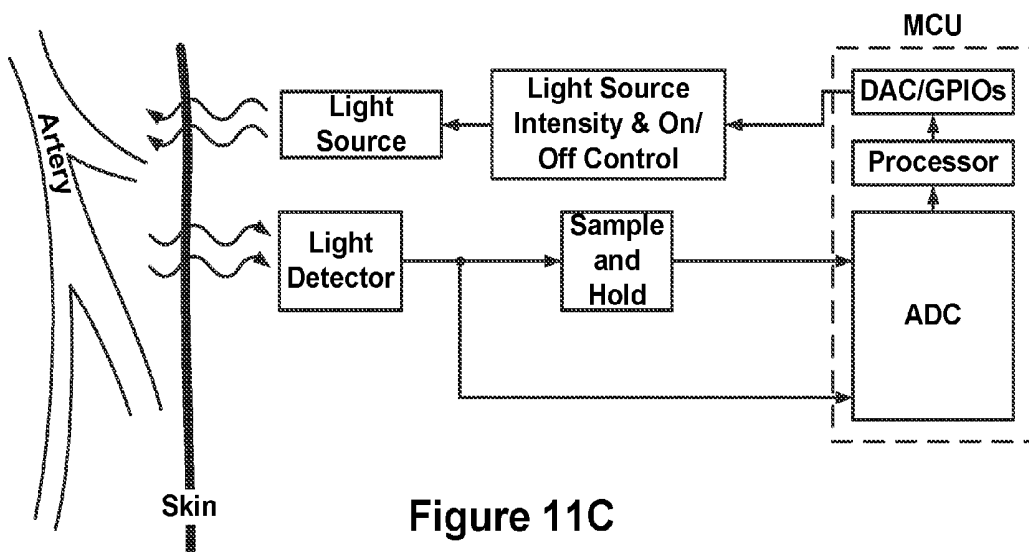 MCU
Light
Source
Light Source
Intensity & On/
Off Control
DAC/GPIOs
Processor
Artery
Light
Detector
Sample
and
Hold
ADC
Skin
Figure 11C